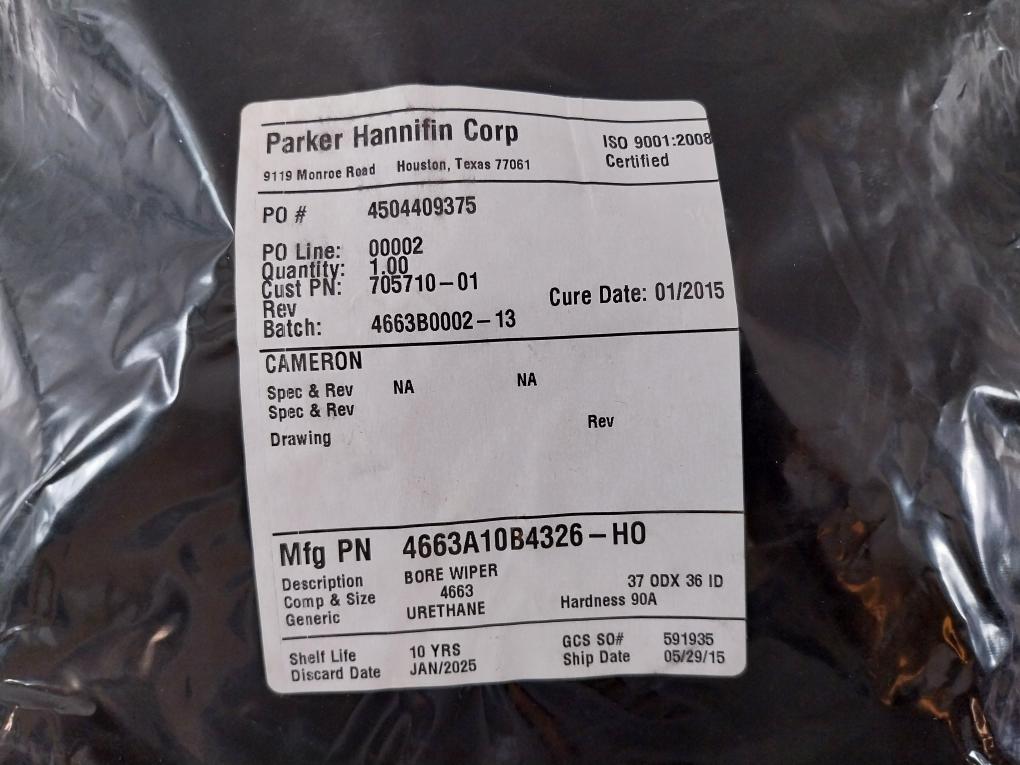 Parker Hannifin Corp ISO 9001:2008
Certified
9119 Monroe Road Houston, Texas 77061
PO # 4504409375
PO Line: 00002
Quantity: 1.00
Cust PN: 705710-01
Rev Cure Date: 01/2015
Batch: 4663B0002-13
CAMERON
Spec & Rev NA NA
Spec & Rev
Drawing Rev
Mfg PN 4663A10B4326-HO
Description BORE WIPER 37 ODX 36 ID
Comp & Size 4663 Hardness 90A
Generic URETHANE
Shelf Life 10 YRS GCS SO# 591935
Discard Date JAN/2025 Ship Date 05/29/15